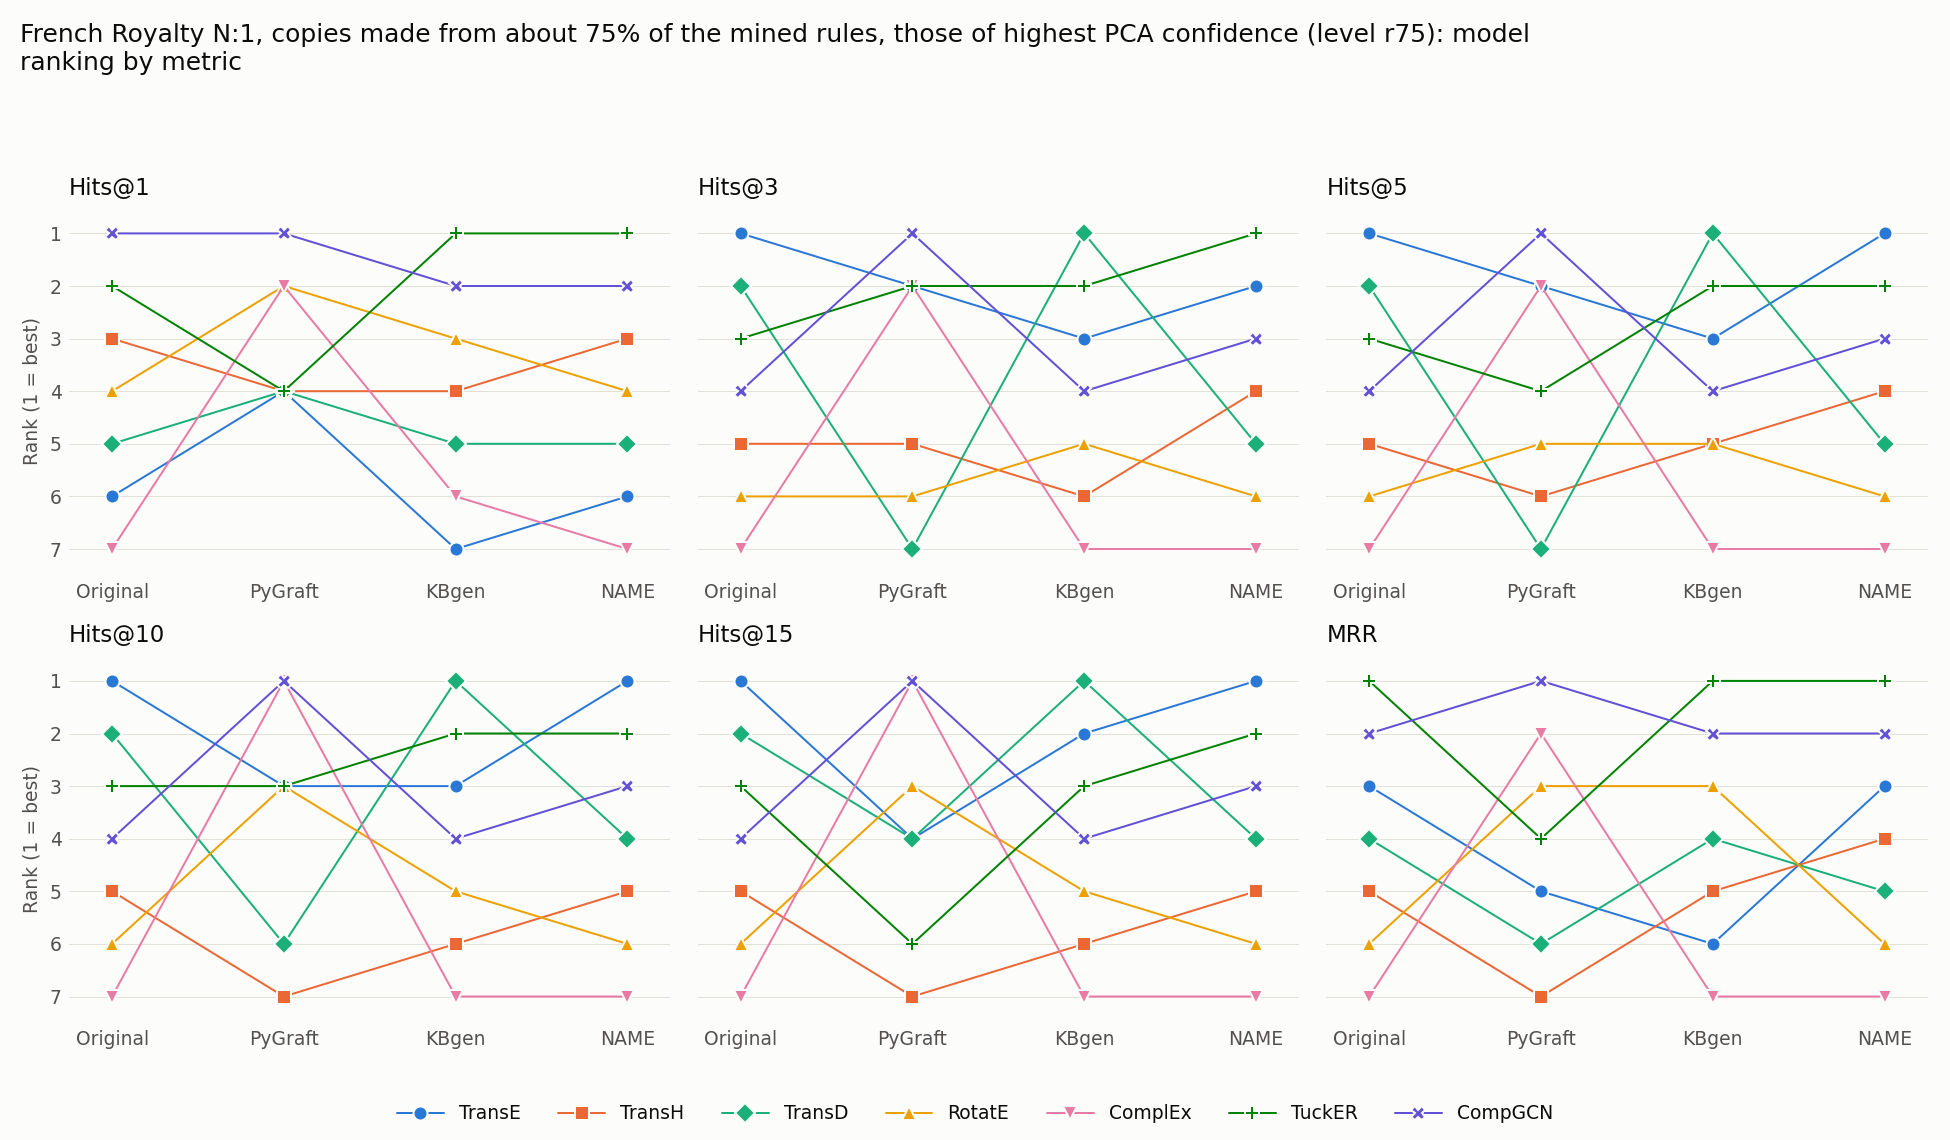 French Royalty N:1, copies made from about 75% of the mined rules, those of highest PCA confidence (level r75): model
ranking by metric
Hits@1
Hits@3
Hits@5
Rank (1 = best)
1
2
3
4
5
6
7
Original
PyGraft
KBgen
NAME
Original
PyGraft
KBgen
NAME
Original
PyGraft
KBgen
NAME
Hits@10
Hits@15
MRR
Rank (1 = best)
1
2
3
4
5
6
7
Original
PyGraft
KBgen
NAME
Original
PyGraft
KBgen
NAME
Original
PyGraft
KBgen
NAME
TransE
TransH
TransD
RotatE
ComplEx
TuckER
CompGCN